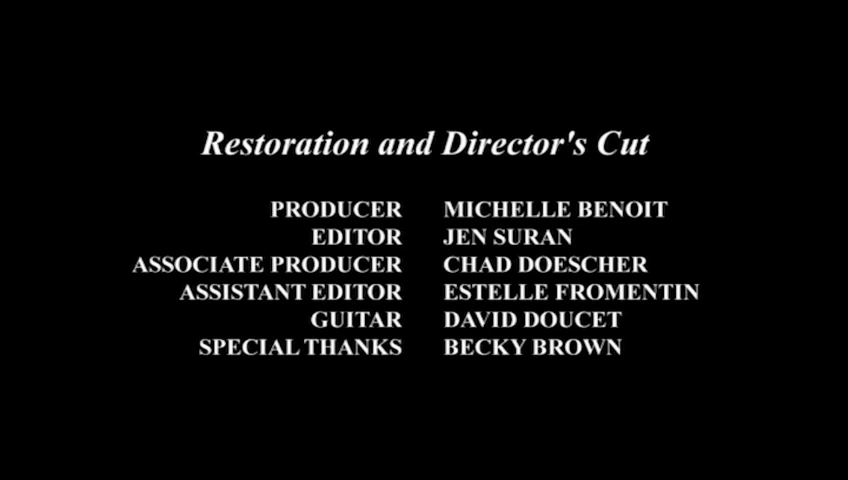 Restoration and Director's Cut
PRODUCER MICHELLE BENOIT
EDITOR JEN SURAN
ASSOCIATE PRODUCER CHAD DOESCHER
ASSISTANT EDITOR ESTELLE FROMENTIN
GUITAR DAVID DOUCET
SPECIAL THANKS BECKY BROWN